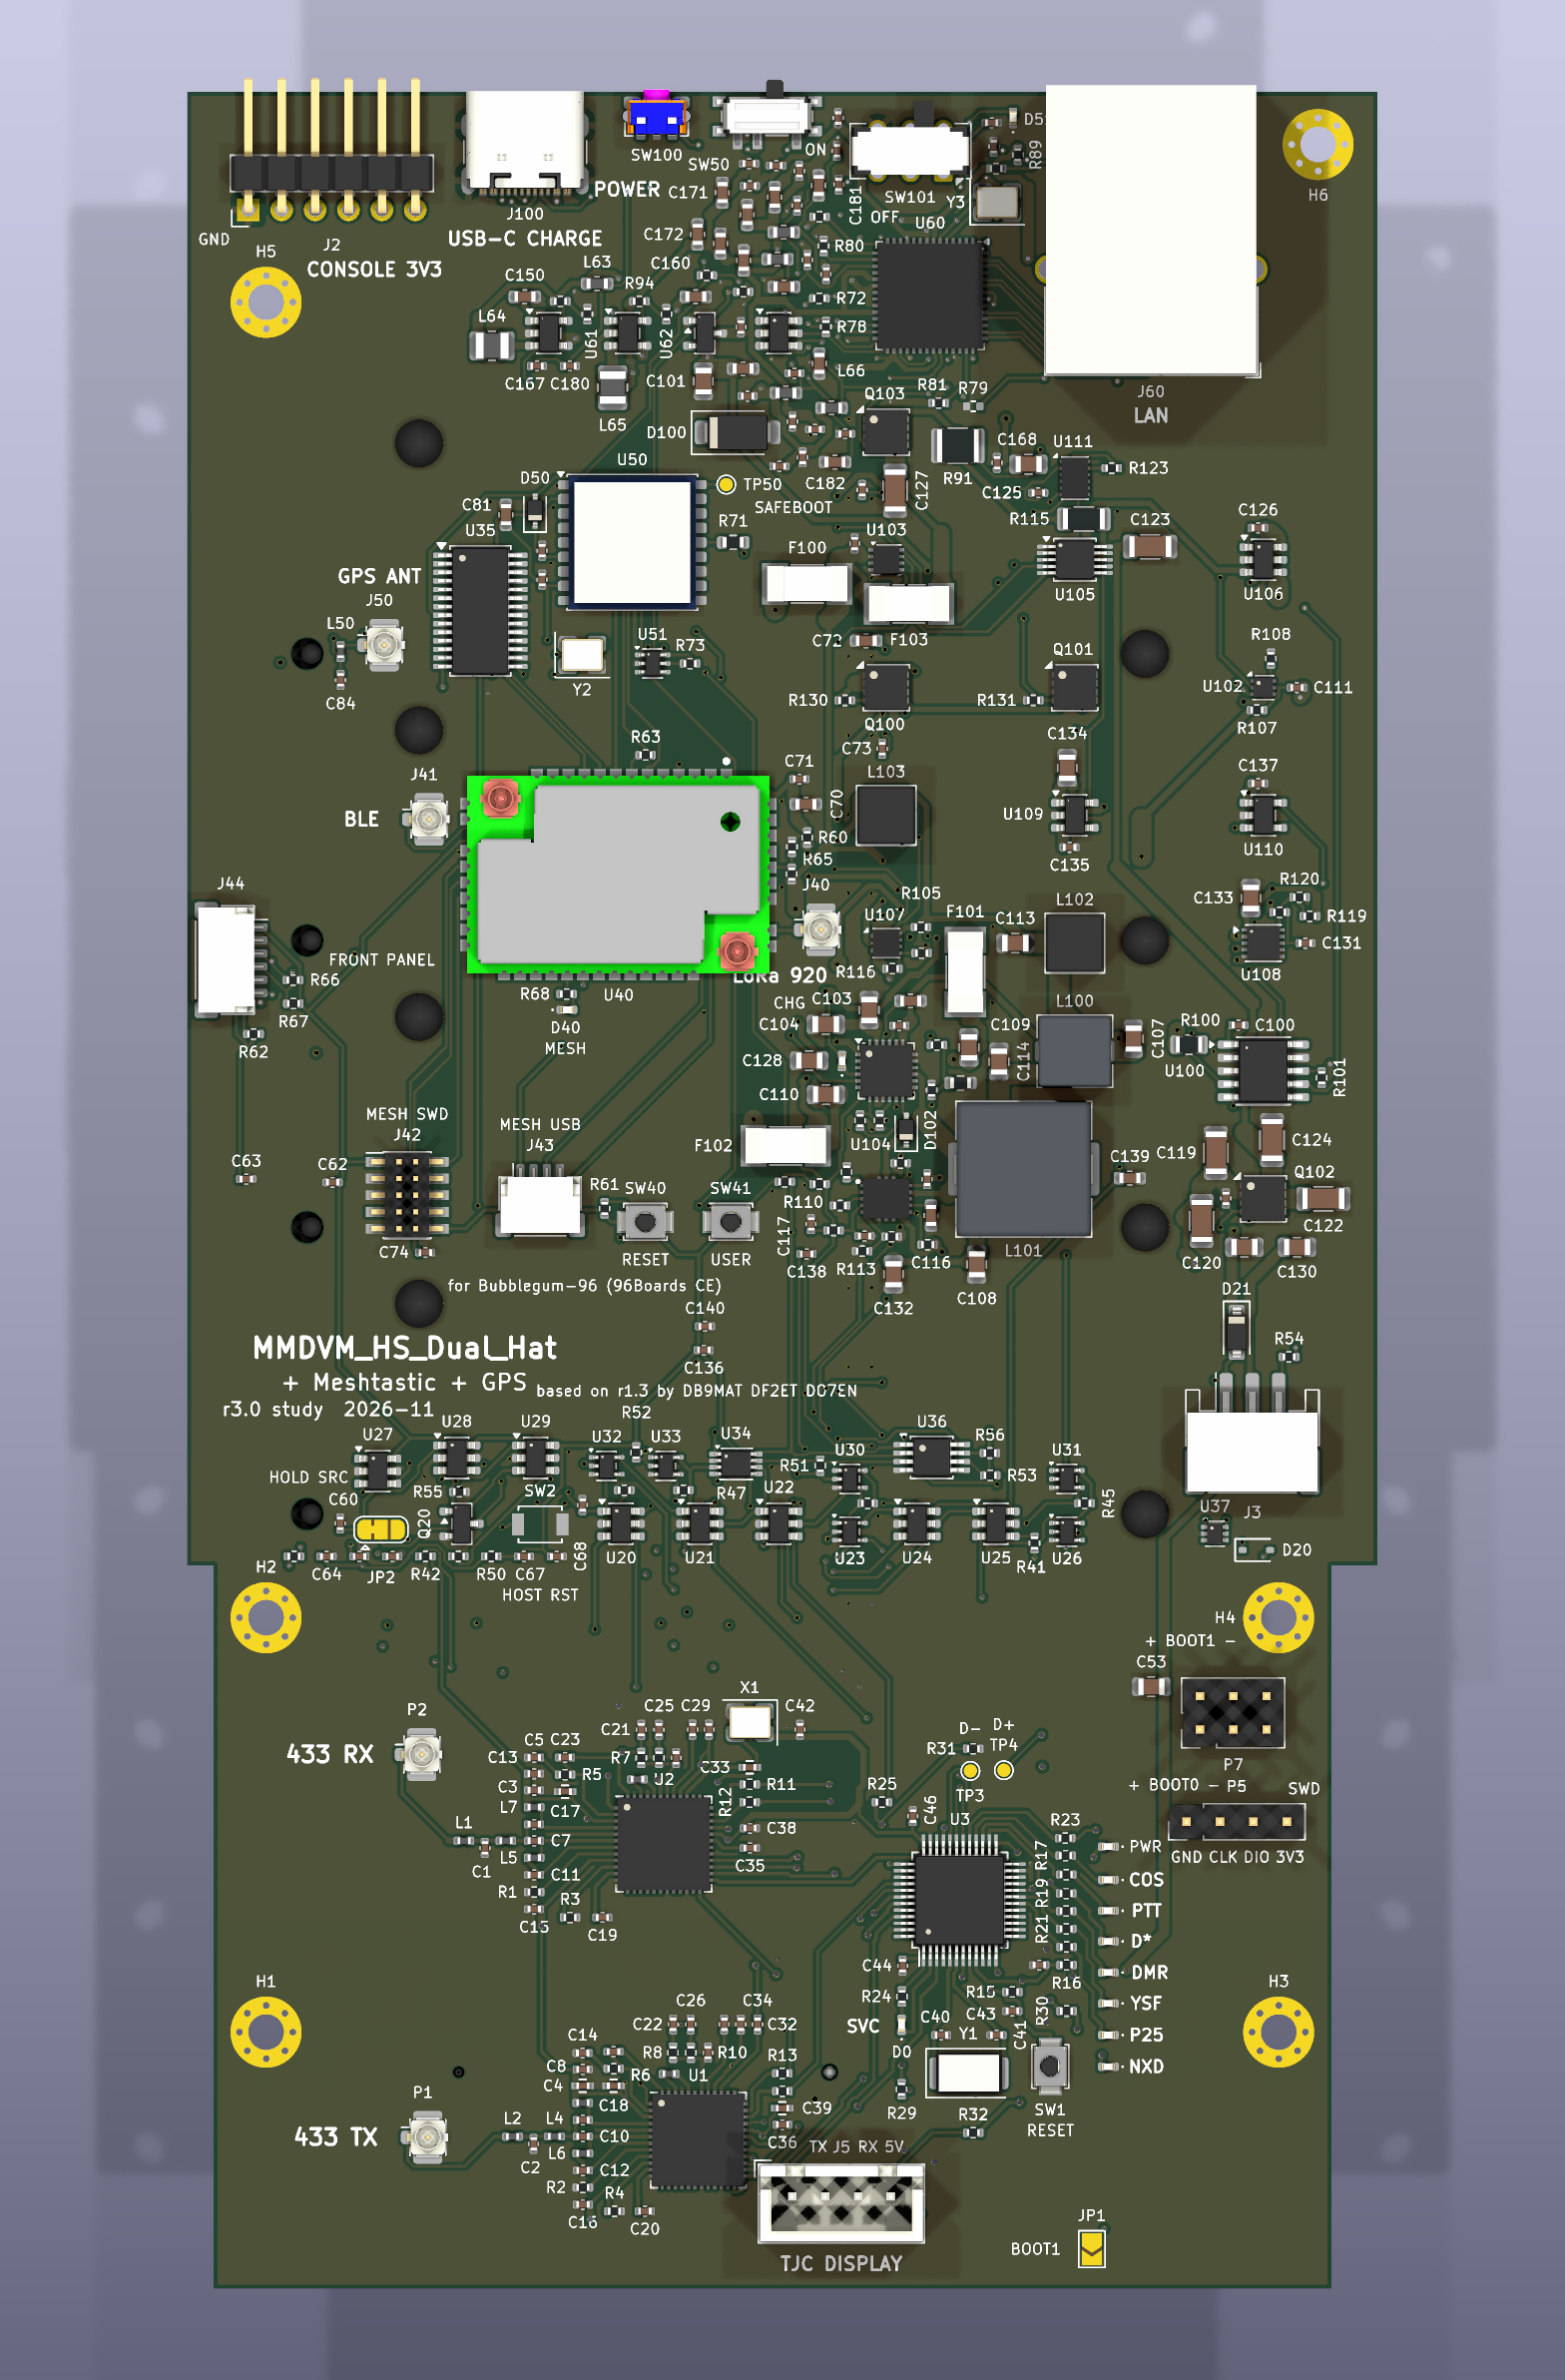 SW100
SW50
ON
D5
R89
POWER
C171
C181
SW101
Y3
H6
GND
J2
J100
OFF
U60
H5
CONSOLE 3V3
USB-C CHARGE
C172
R80
C150
L63
C160
R94
R72
L64
U61
U62
R78
C167
C180
C101
L66
R81
R79
J60
LAN
L65
D100
Q103
C168
U111
R123
U50
D50
TP50
SAFEBOOT
C182
C127
R91
C125
C81
U35
R71
U103
R115
C123
C126
GPS ANT
J50
F100
U105
U106
L50
U51
R73
C72
F103
Q101
R108
C84
Y2
R130
Q100
R131
U102
C111
R107
R63
C73
C134
J41
C71
L103
C137
BLE
C70
R60
R65
U109
C135
U110
J44
J40
R105
F101
C113
L102
C133
R120
R119
U107
FRONT PANEL
LoRa 920
R116
C131
U108
R66
R68
U40
CHG
C103
L100
R67
R62
D40
MESH
C104
C109
C114
C107
R100
C100
C128
U100
R101
C110
MESH SWD
J42
MESH USB
J43
F102
U104
D102
C119
C124
C63
C62
R61
SW40
SW41
R110
C139
Q102
C117
C122
C74
RESET
USER
C138
R113
C116
L101
C120
C130
for Bubblegum-96 (96Boards CE)
C132
C108
D21
C140
MMDVM_HS_Dual_Hat
C136
R54
+ Meshtastic + GPS
based on r1.3 by DB9MAT DF2ET DO7EN
r3.0 study 2026-11
R52
U27
U28
U29
U32
U33
U34
U30
U36
R56
U31
HOLD SRC
R51
R53
C60
R55
SW2
R47
U22
R45
J3
U37
Q20
C68
U20
U21
U23
U24
U25
R41
U26
D20
H2
C64
JP2
R42
R50
C67
HOST RST
H4
+ BOOT1 -
C53
X1
P2
C25
C29
C42
D-
D+
433 RX
C5
C23
C21
R31
TP4
C13
R7
C33
P7
C3
R5
U2
R11
TP3
+ BOOT0 -
P5
SWD
L7
C17
R12
R25
C46
U3
R23
L1
C7
C38
R17
PWR
L5
C35
GND CLK DIO 3V3
C1
C11
R19
COS
R1
R3
PTT
C15
C19
R21
D*
C44
R16
DMR
H1
H3
R24
R15
C26
C34
C43
R30
YSF
C22
C32
SVC
C40
Y1
C41
P25
C14
R8
R10
D0
NXD
C8
R6
U1
R13
P1
C4
C18
C39
R29
R32
SW1
RESET
L2
L4
433 TX
C10
C36
TX J5 RX 5V
C2
L6
C12
R2
R4
C16
C20
JP1
BOOT1
TJC DISPLAY